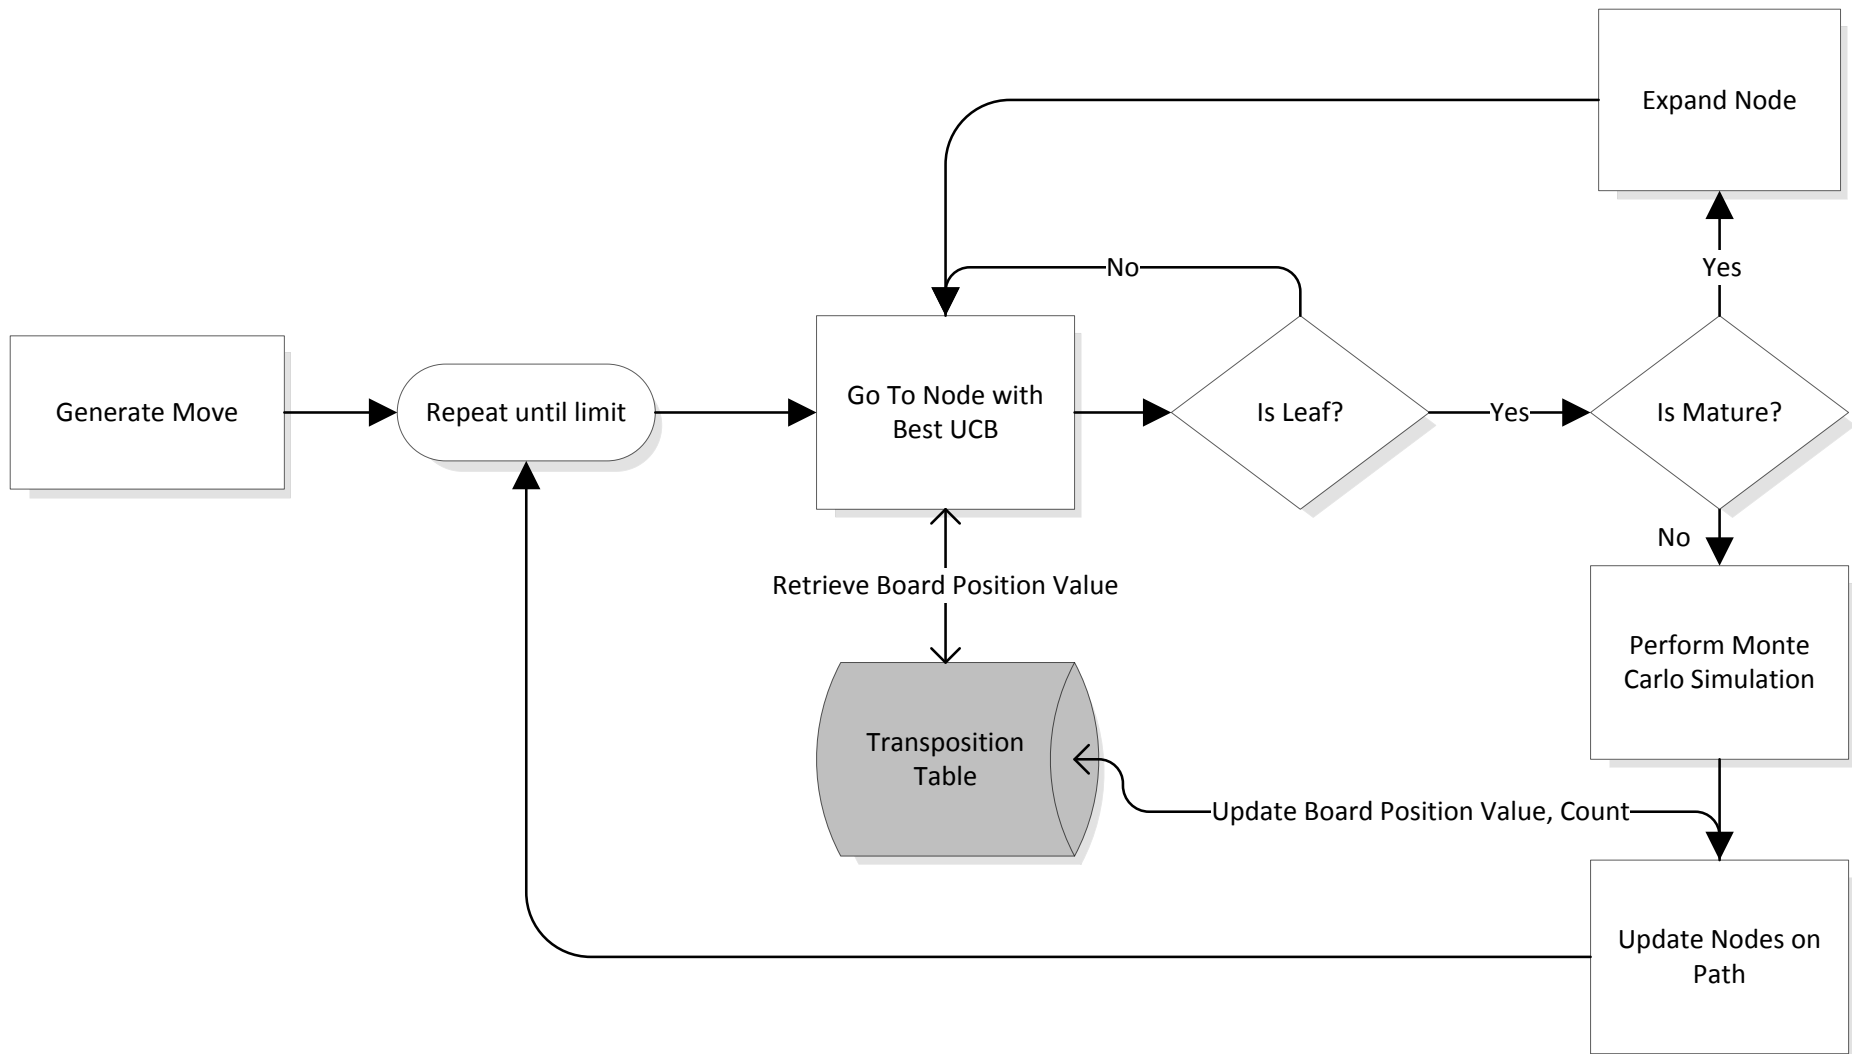 Expand Node
No
Yes
Generate Move
Repeat until limit
Go To Node with
Best UCB
Is Leaf?
Yes
Is Mature?
No
Retrieve Board Position Value
Perform Monte
Carlo Simulation
Transposition
Table
Update Board Position Value, Count
Update Nodes on
Path